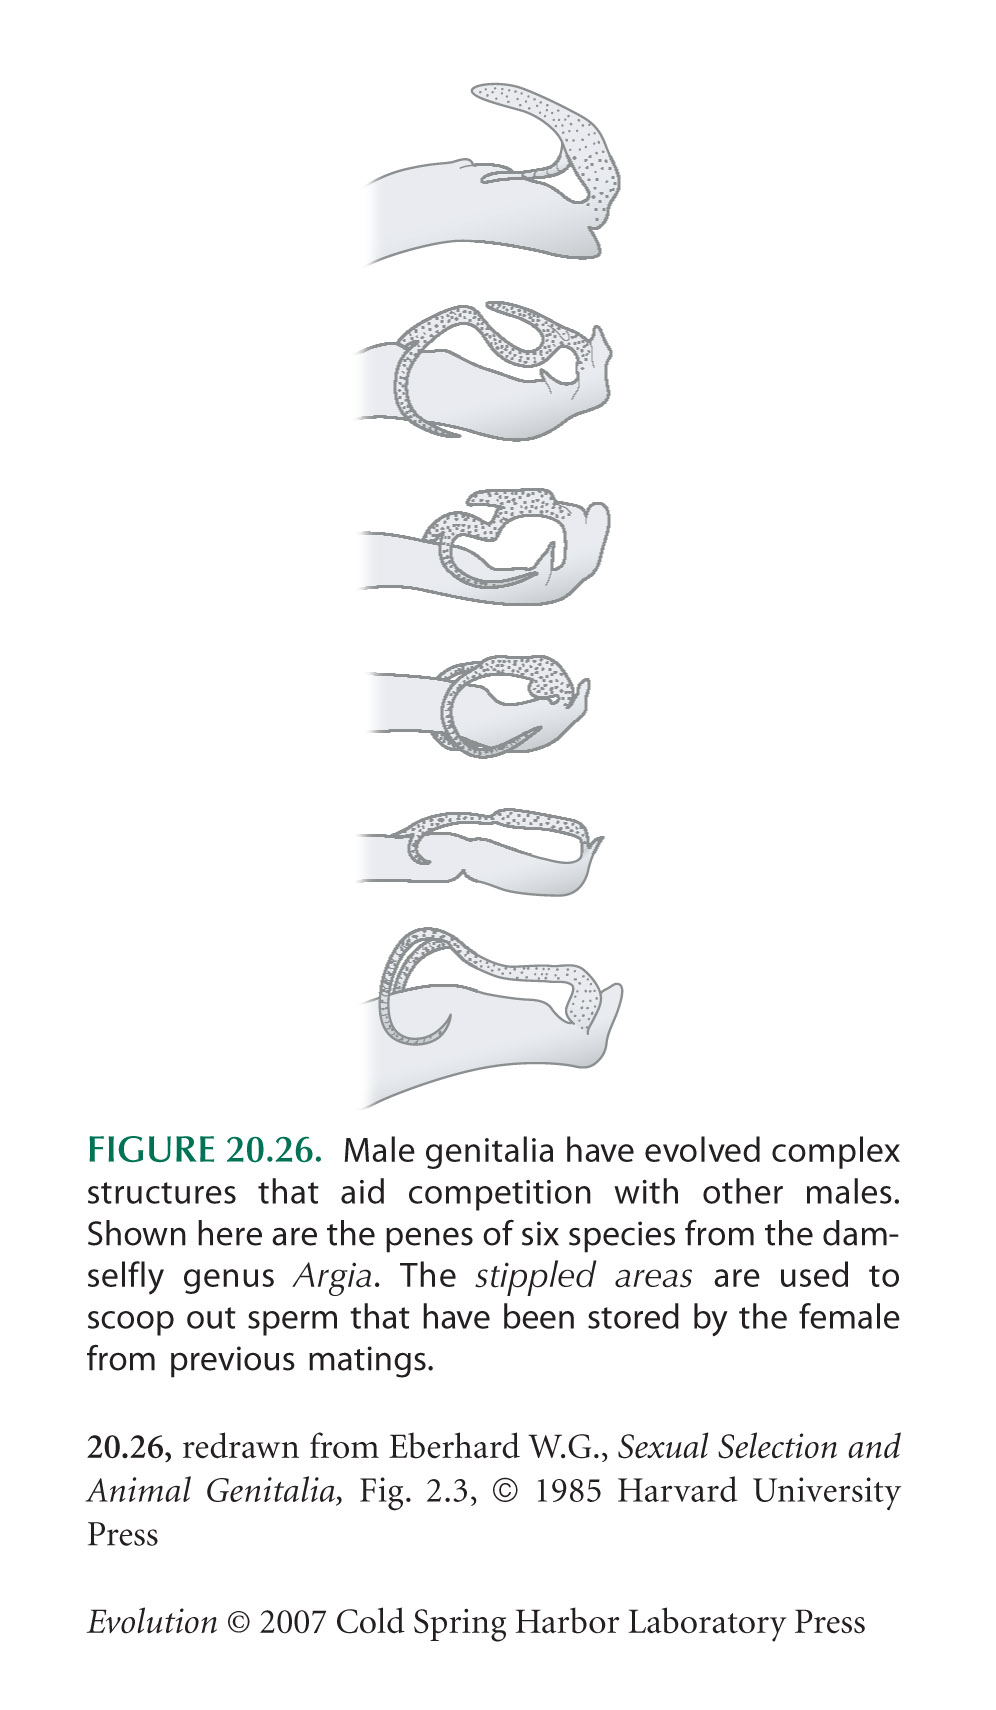 FIGURE 20.26. Male genitalia have evolved complex
structures that aid competition with other males.
Shown here are the penes of six species from the dam-
selfly genus Argia. The stippled areas are used to
scoop out sperm that have been stored by the female
from previous matings.
20.26, redrawn from Eberhard W.G., Sexual Selection and
Animal Genitalia, Fig. 2.3, © 1985 Harvard University
Press
Evolution © 2007 Cold Spring Harbor Laboratory Press